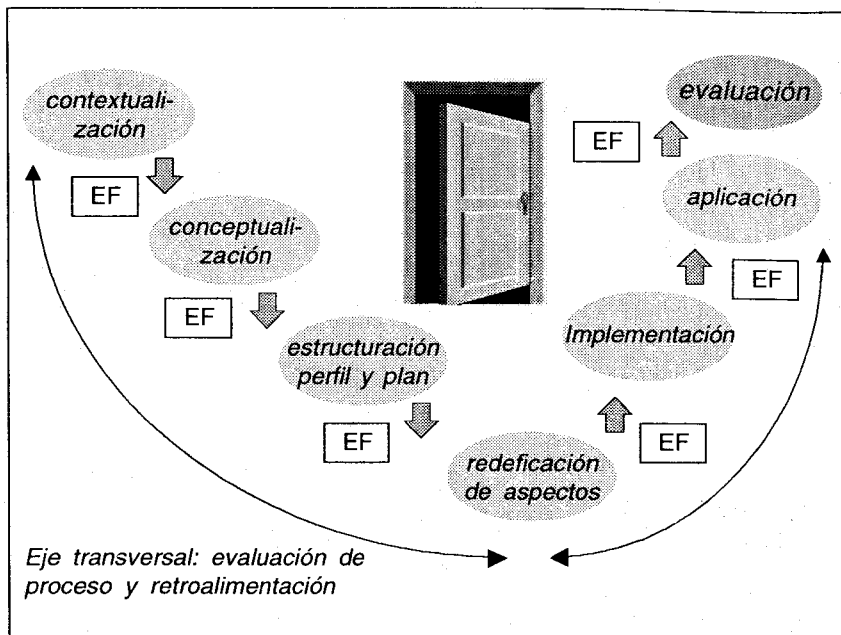 contextuali-
zación
EF
conceptuali-
zación
EF
estructuración
perfil y plan
EF
redeficación
de aspectos
EF
Implementación
EF
aplicación
EF
evaluación
Eje transversal: evaluación de
proceso y retroalimentación